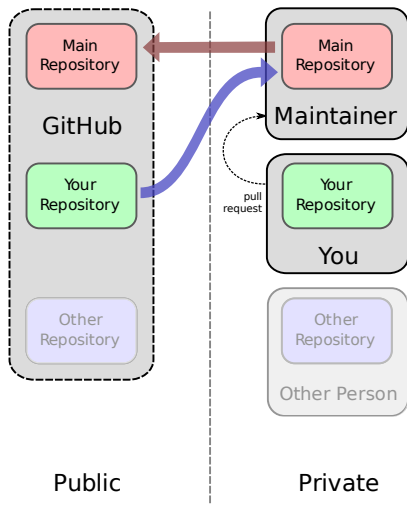 Main
Repository
GitHub
Your
Repository
Other
Repository
Public
Main
Repository
Maintainer
pull
request
Your
Repository
You
Other
Repository
Other Person
Private